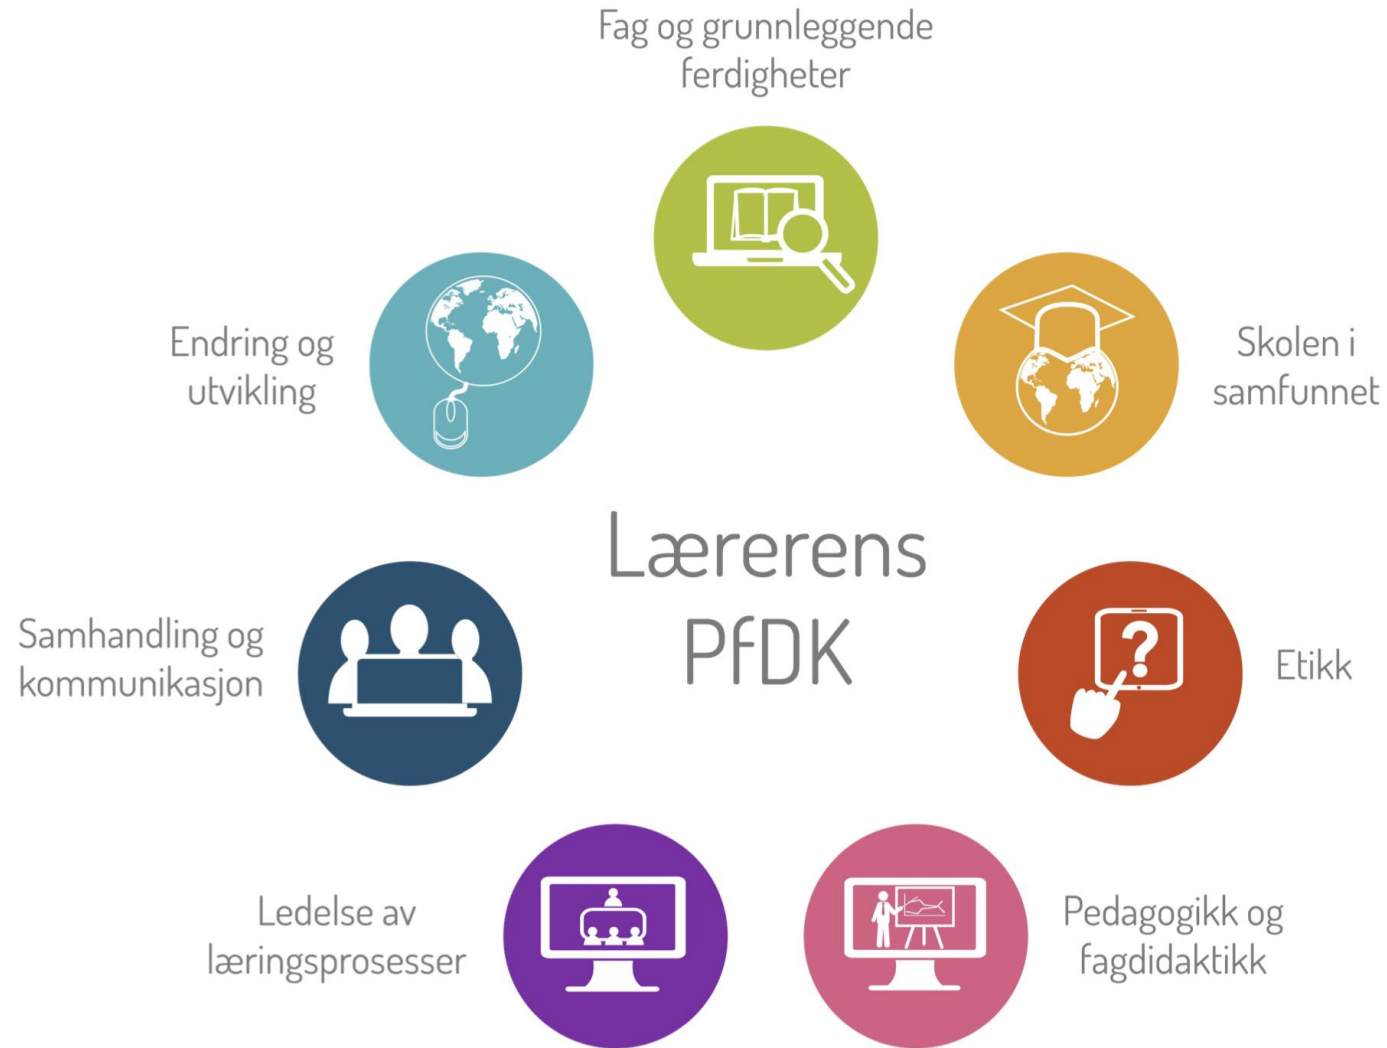 Fag og grunnleggende
ferdigheter
Endring og
utvikling
Skolen i
samfunnet
Lærerens
PfDK
Samhandling og
kommunikasjon
?
Etikk
Ledelse av
læringsprosesser
Pedagogikk og
fagdidaktikk